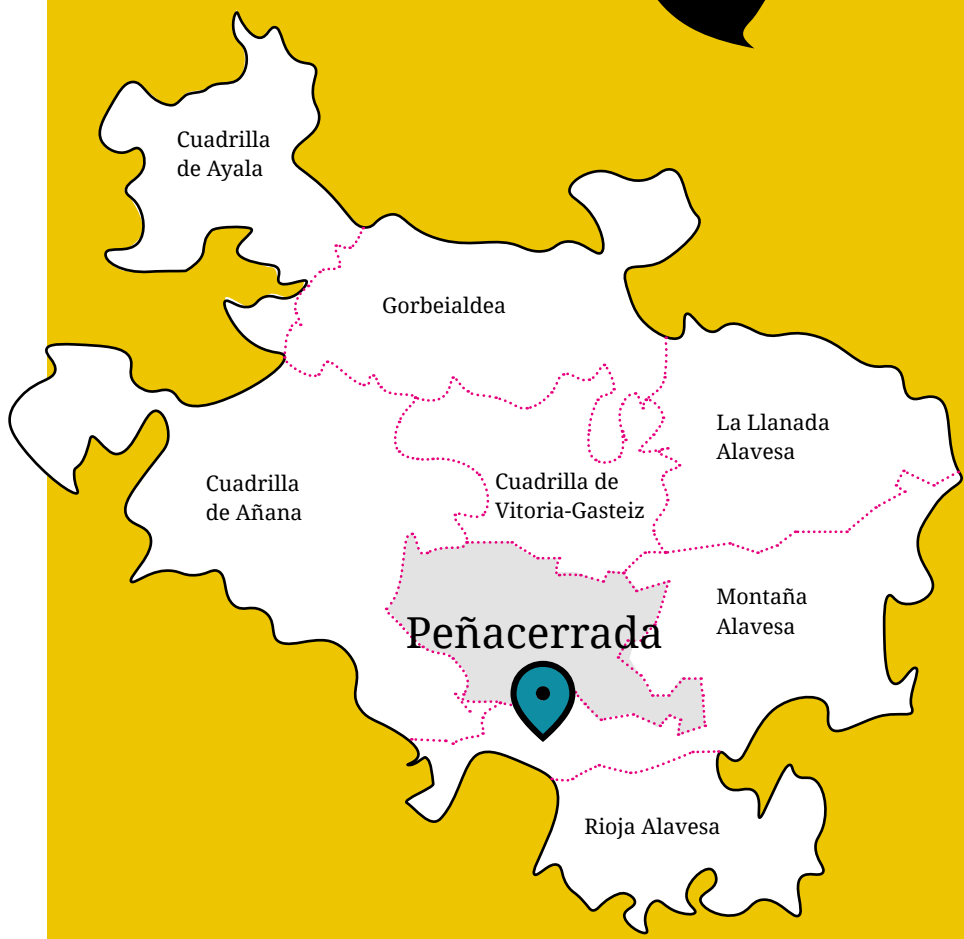 Cuadrilla
de Ayala
Gorbeialdea
La Llanada
Alavesa
Cuadrilla
de Añana
Cuadrilla de
Vitoria-Gasteiz
Montaña
Alavesa
Peñacerrada
Rioja Alavesa